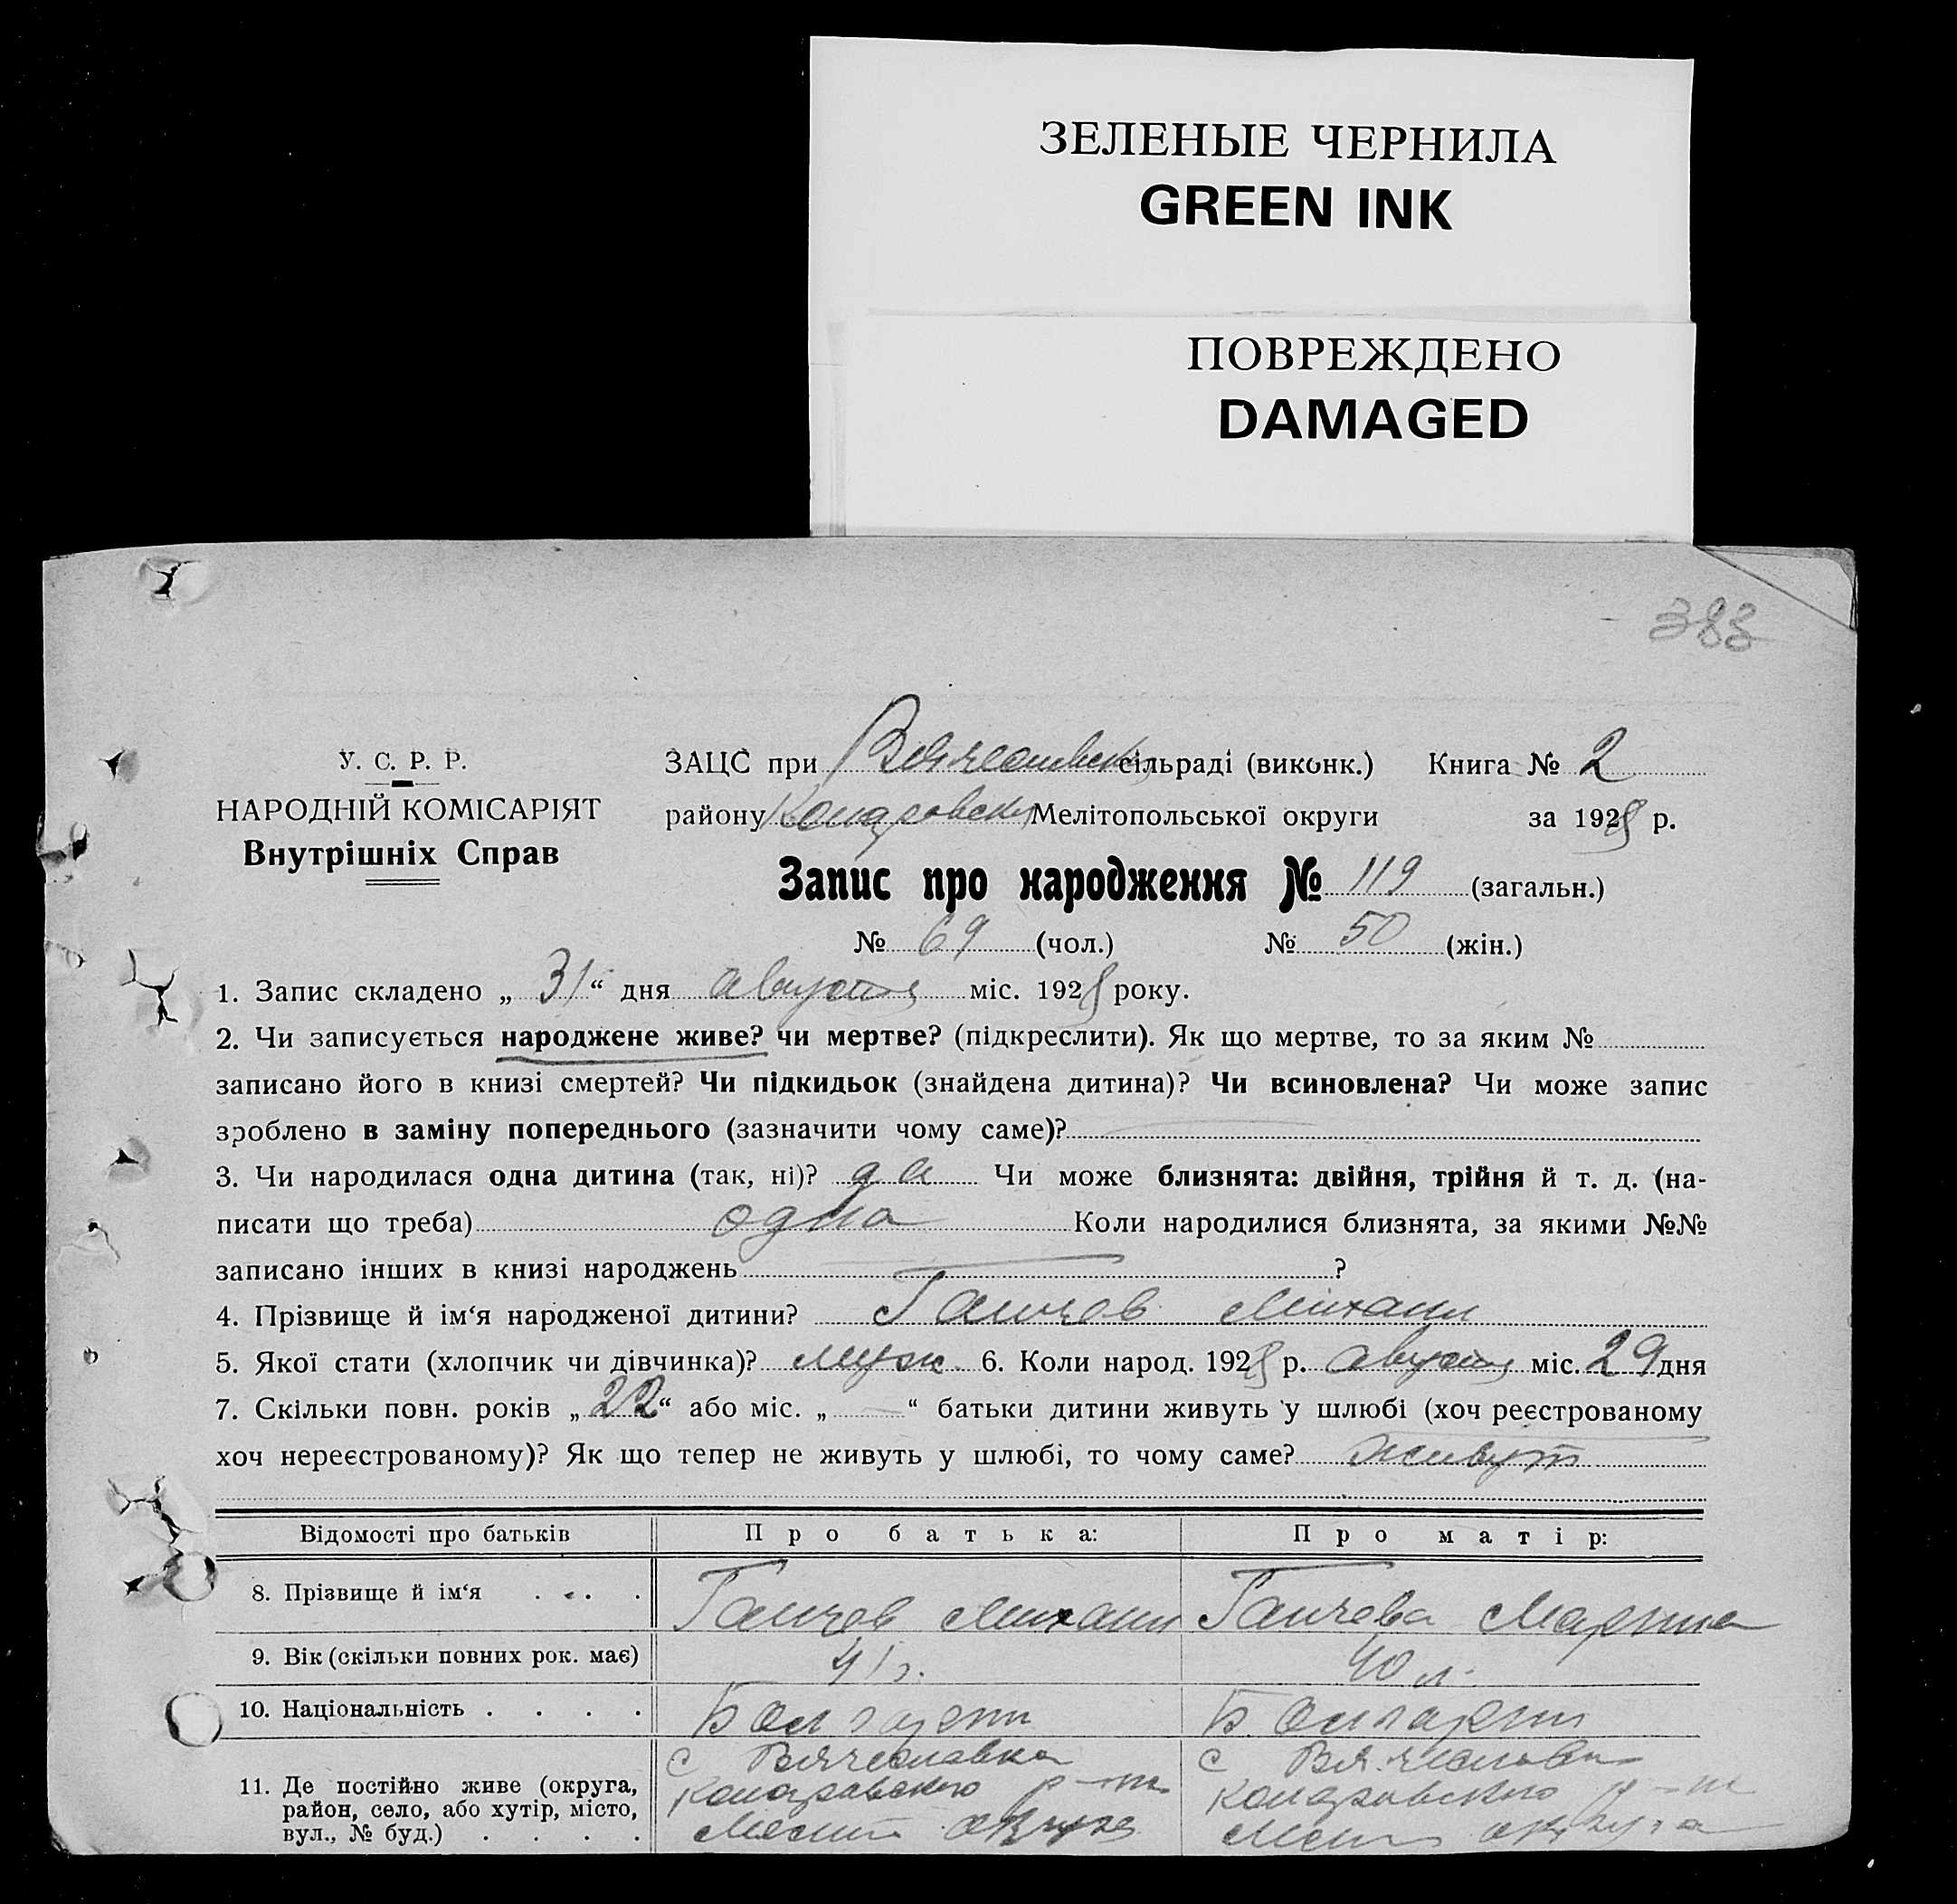 ЗЕЛЕНЫЕ ЧЕРНИЛА
GREEN INK
ПОВРЕЖДЕНО
DAMAGED
383
У. С. Р. Р.
НАРОДНІЙ КОМІСАРІЯТ
Внутрішніх Справ
ЗАЦС при Вячеславск сільраді (виконк.) Книга № 2
району Мелітопольської округи за 1928 р.
Запис про народження № 119 (загальн.)
№ 69 (чол.) № 50 (жін.)
1. Запис складено „ 31 “ дня августа міс. 1928 року.
2. Чи записується народжене живе? чи мертве? (підкреслити). Як що мертве, то за яким №
записано його в книзі смертей? Чи підкидьок (знайдена дитина)? Чи всиновлена? Чи може запис
зроблено в заміну попереднього (зазначити чому саме)?
3. Чи народилася одна дитина (так, ні)? да Чи може близнята: двійня, трійня й т. д. (на-
писати що треба) одна Коли народилися близнята, за якими №№
записано інших в книзі народжень ?
4. Прізвище й ім‘я народженої дитини? Ганчов Михаил
5. Якої стати (хлопчик чи дівчинка)? муж 6. Коли народ. 1928 р. августа міс. 29 дня
7. Скільки повн. років „ 22 “ або міс. „ — “ батьки дитини живуть у шлюбі (хоч реєстрованому
хоч нереєстрованому)? Як що тепер не живуть у шлюбі, то чому саме? живут
Відомості про батьків Про батька: Про матір:
8. Прізвище й ім‘я . . . . Ганчов Михаил Ганчева Мария
9. Вік (скільки повних рок. має) 41 г. 40 л.
10. Національність . . . .
11. Де постійно живе (округа, район, село, або хутір, місто, вул., № буд.) . . . .
с Вячеславка
округа
с Вячеславка
округа